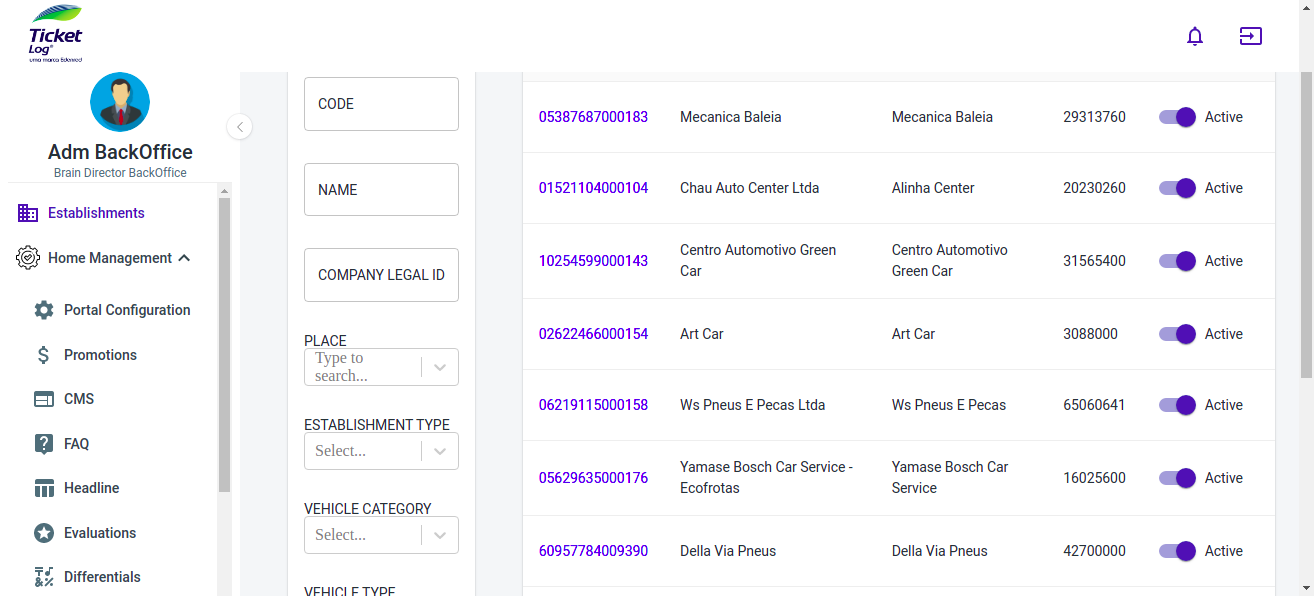 Ticket
Log®
uma marca Edenred
Adm BackOffice
Brain Director BackOffice
Establishments
Home Management
Portal Configuration
Promotions
CMS
FAQ
Headline
Evaluations
Differentials
CODE
NAME
COMPANY LEGAL ID
PLACE
Type to
search...
ESTABLISHMENT TYPE
Select...
VEHICLE CATEGORY
Select...
VEHICLE TYPE
05387687000183 Mecanica Baleia Mecanica Baleia 29313760 Active
01521104000104 Chau Auto Center Ltda Alinha Center 20230260 Active
10254599000143 Centro Automotivo Green Car Centro Automotivo Green Car 31565400 Active
02622466000154 Art Car Art Car 3088000 Active
06219115000158 Ws Pneus E Pecas Ltda Ws Pneus E Pecas 65060641 Active
05629635000176 Yamase Bosch Car Service - Ecofrotas Yamase Bosch Car Service 16025600 Active
60957784009390 Della Via Pneus Della Via Pneus 42700000 Active